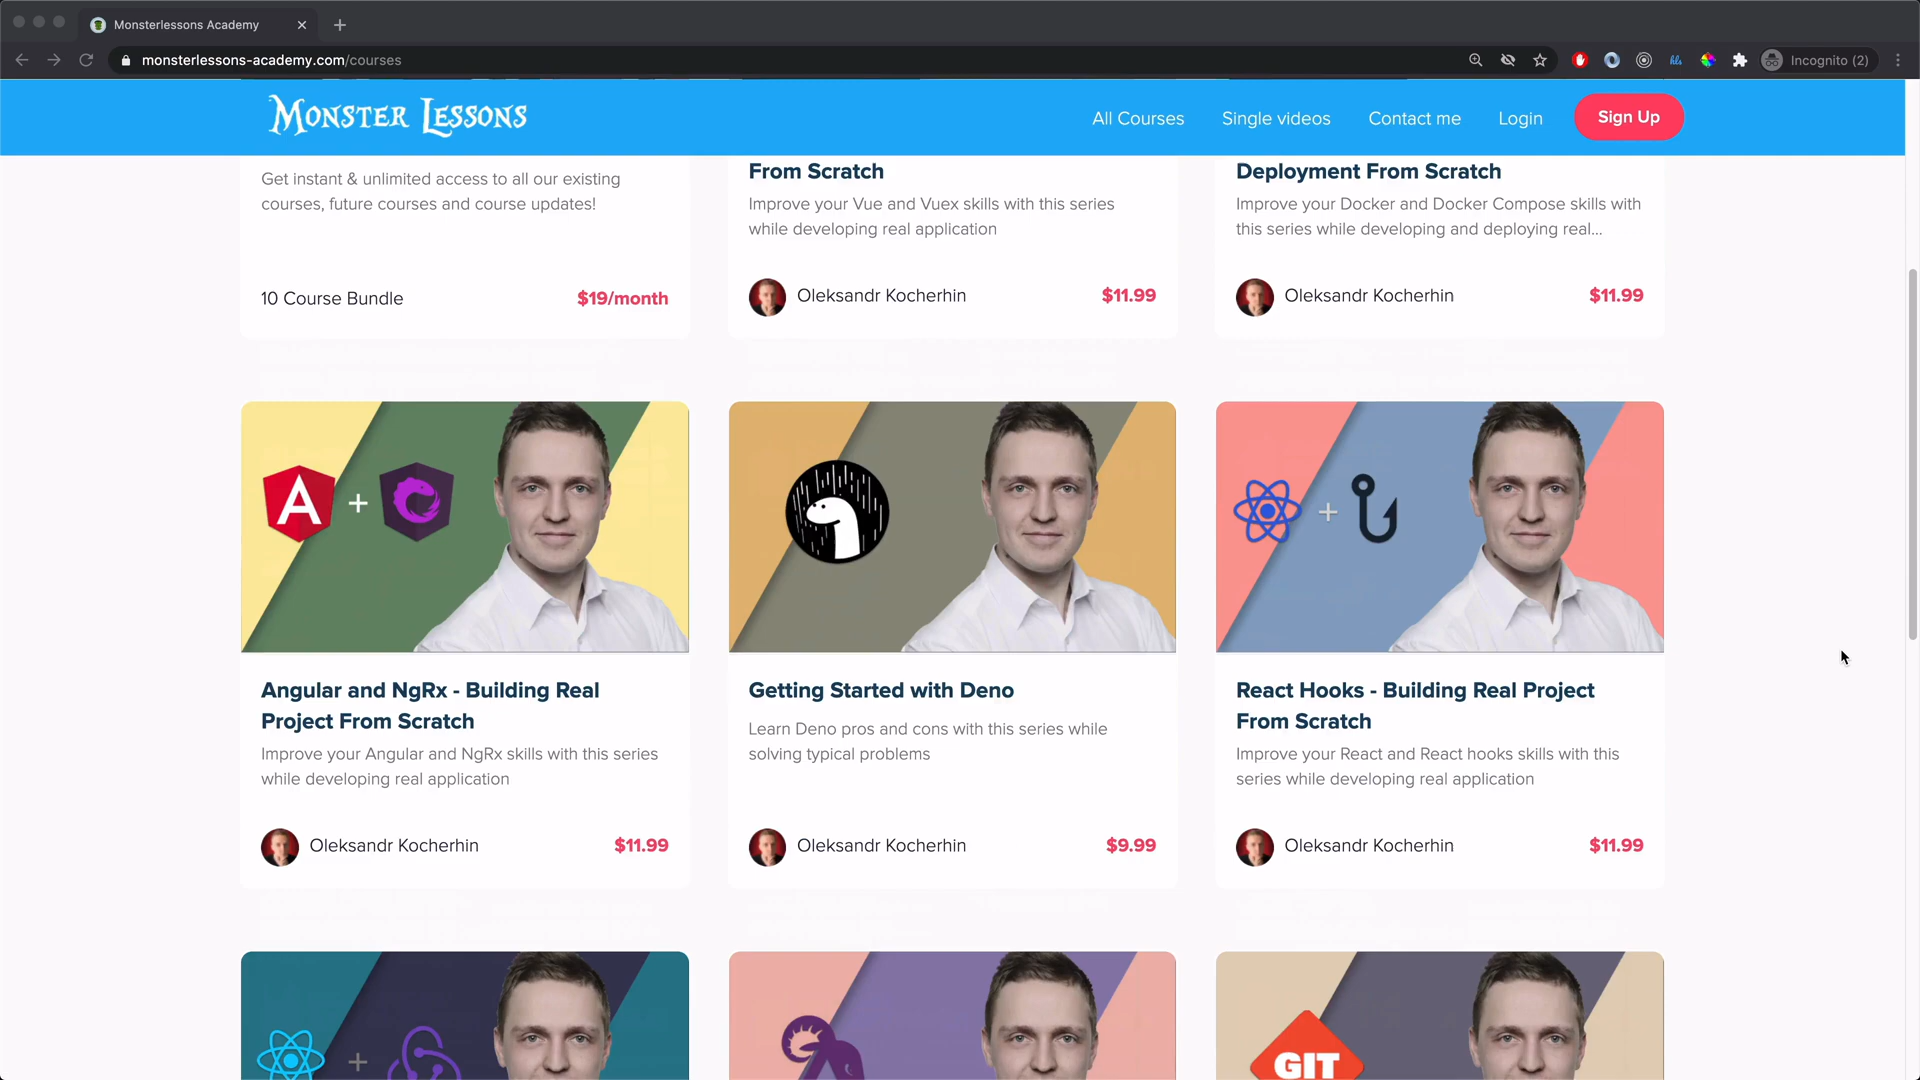 Monsterlessons Academy
monsterlessons-academy.com/courses
Incognito (2)
Monster Lessons
All Courses
Single videos
Contact me
Login
Sign Up
Get instant & unlimited access to all our existing
courses, future courses and course updates!
10 Course Bundle
$19/month
From Scratch
Improve your Vue and Vuex skills with this series
while developing real application
Oleksandr Kocherhin
$11.99
Deployment From Scratch
Improve your Docker and Docker Compose skills with
this series while developing and deploying real...
Oleksandr Kocherhin
$11.99
A
+
Angular and NgRx - Building Real
Project From Scratch
Improve your Angular and NgRx skills with this series
while developing real application
Oleksandr Kocherhin
$11.99
Getting Started with Deno
Learn Deno pros and cons with this series while
solving typical problems
Oleksandr Kocherhin
$9.99
+
React Hooks - Building Real Project
From Scratch
Improve your React and React hooks skills with this
series while developing real application
Oleksandr Kocherhin
$11.99
+
GIT